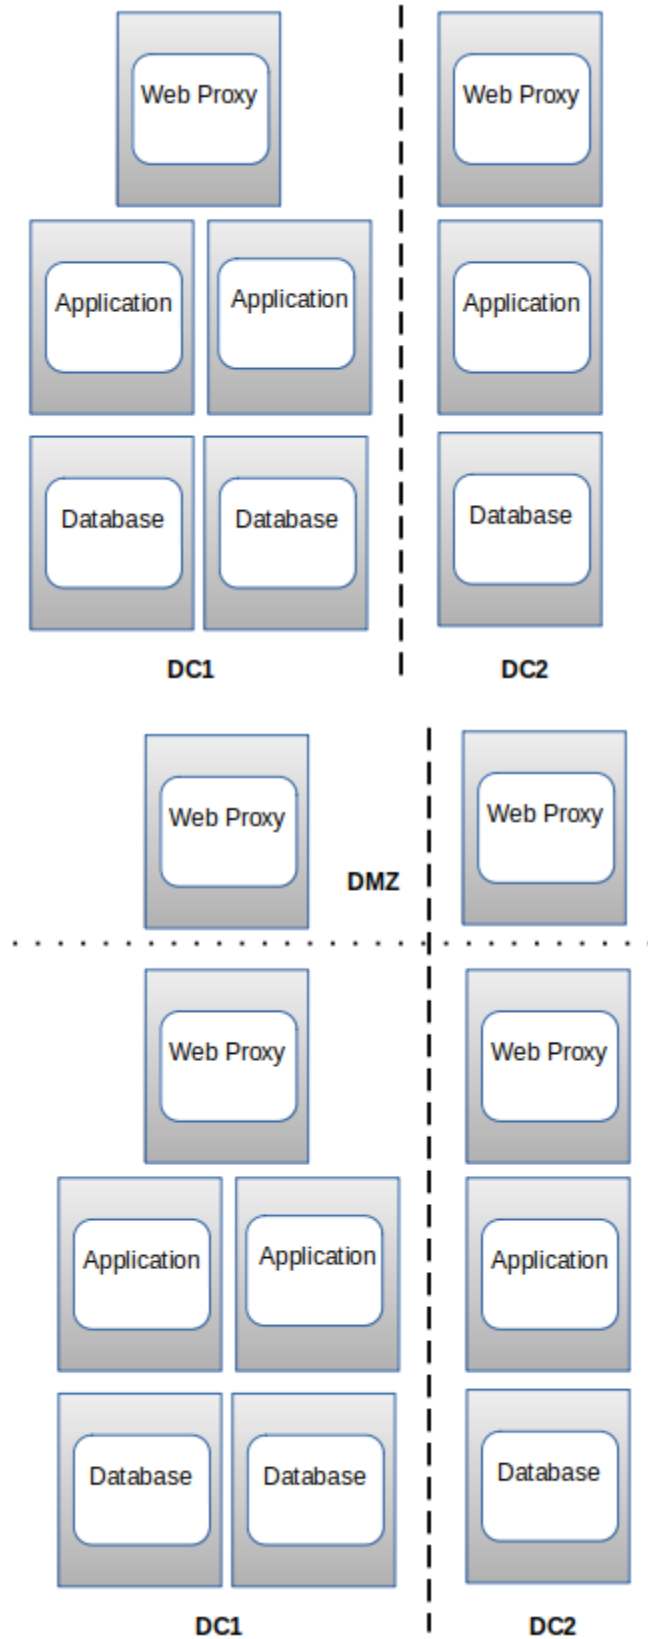 Web Proxy
Web Proxy
Application
Application
Application
Database
Database
Database
DC1
DC2
Web Proxy
Web Proxy
DMZ
Web Proxy
Web Proxy
Application
Application
Application
Database
Database
Database
DC1
DC2